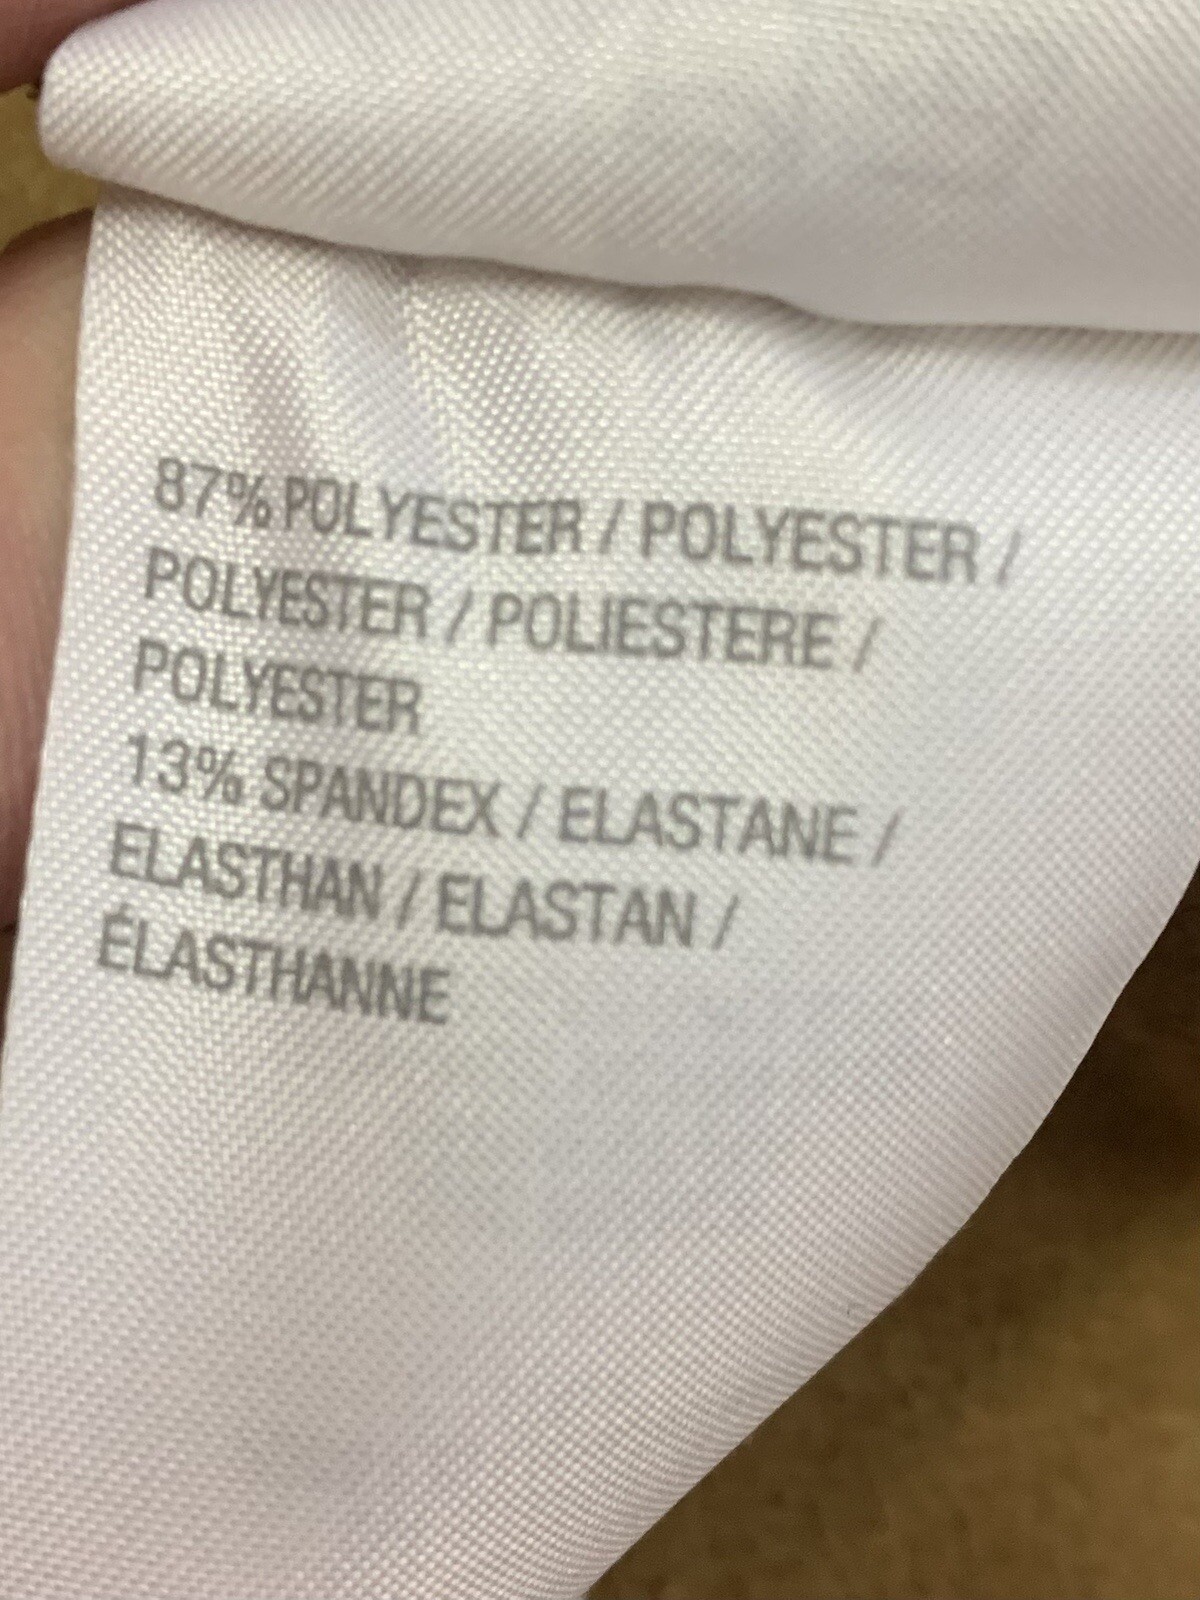 87% POLYESTER / POLYESTER /
POLYESTER / POLIESTERE /
POLYESTER
13% SPANDEX / ELASTANE /
ELASTHAN / ELASTAN /
ÉLASTHANNE